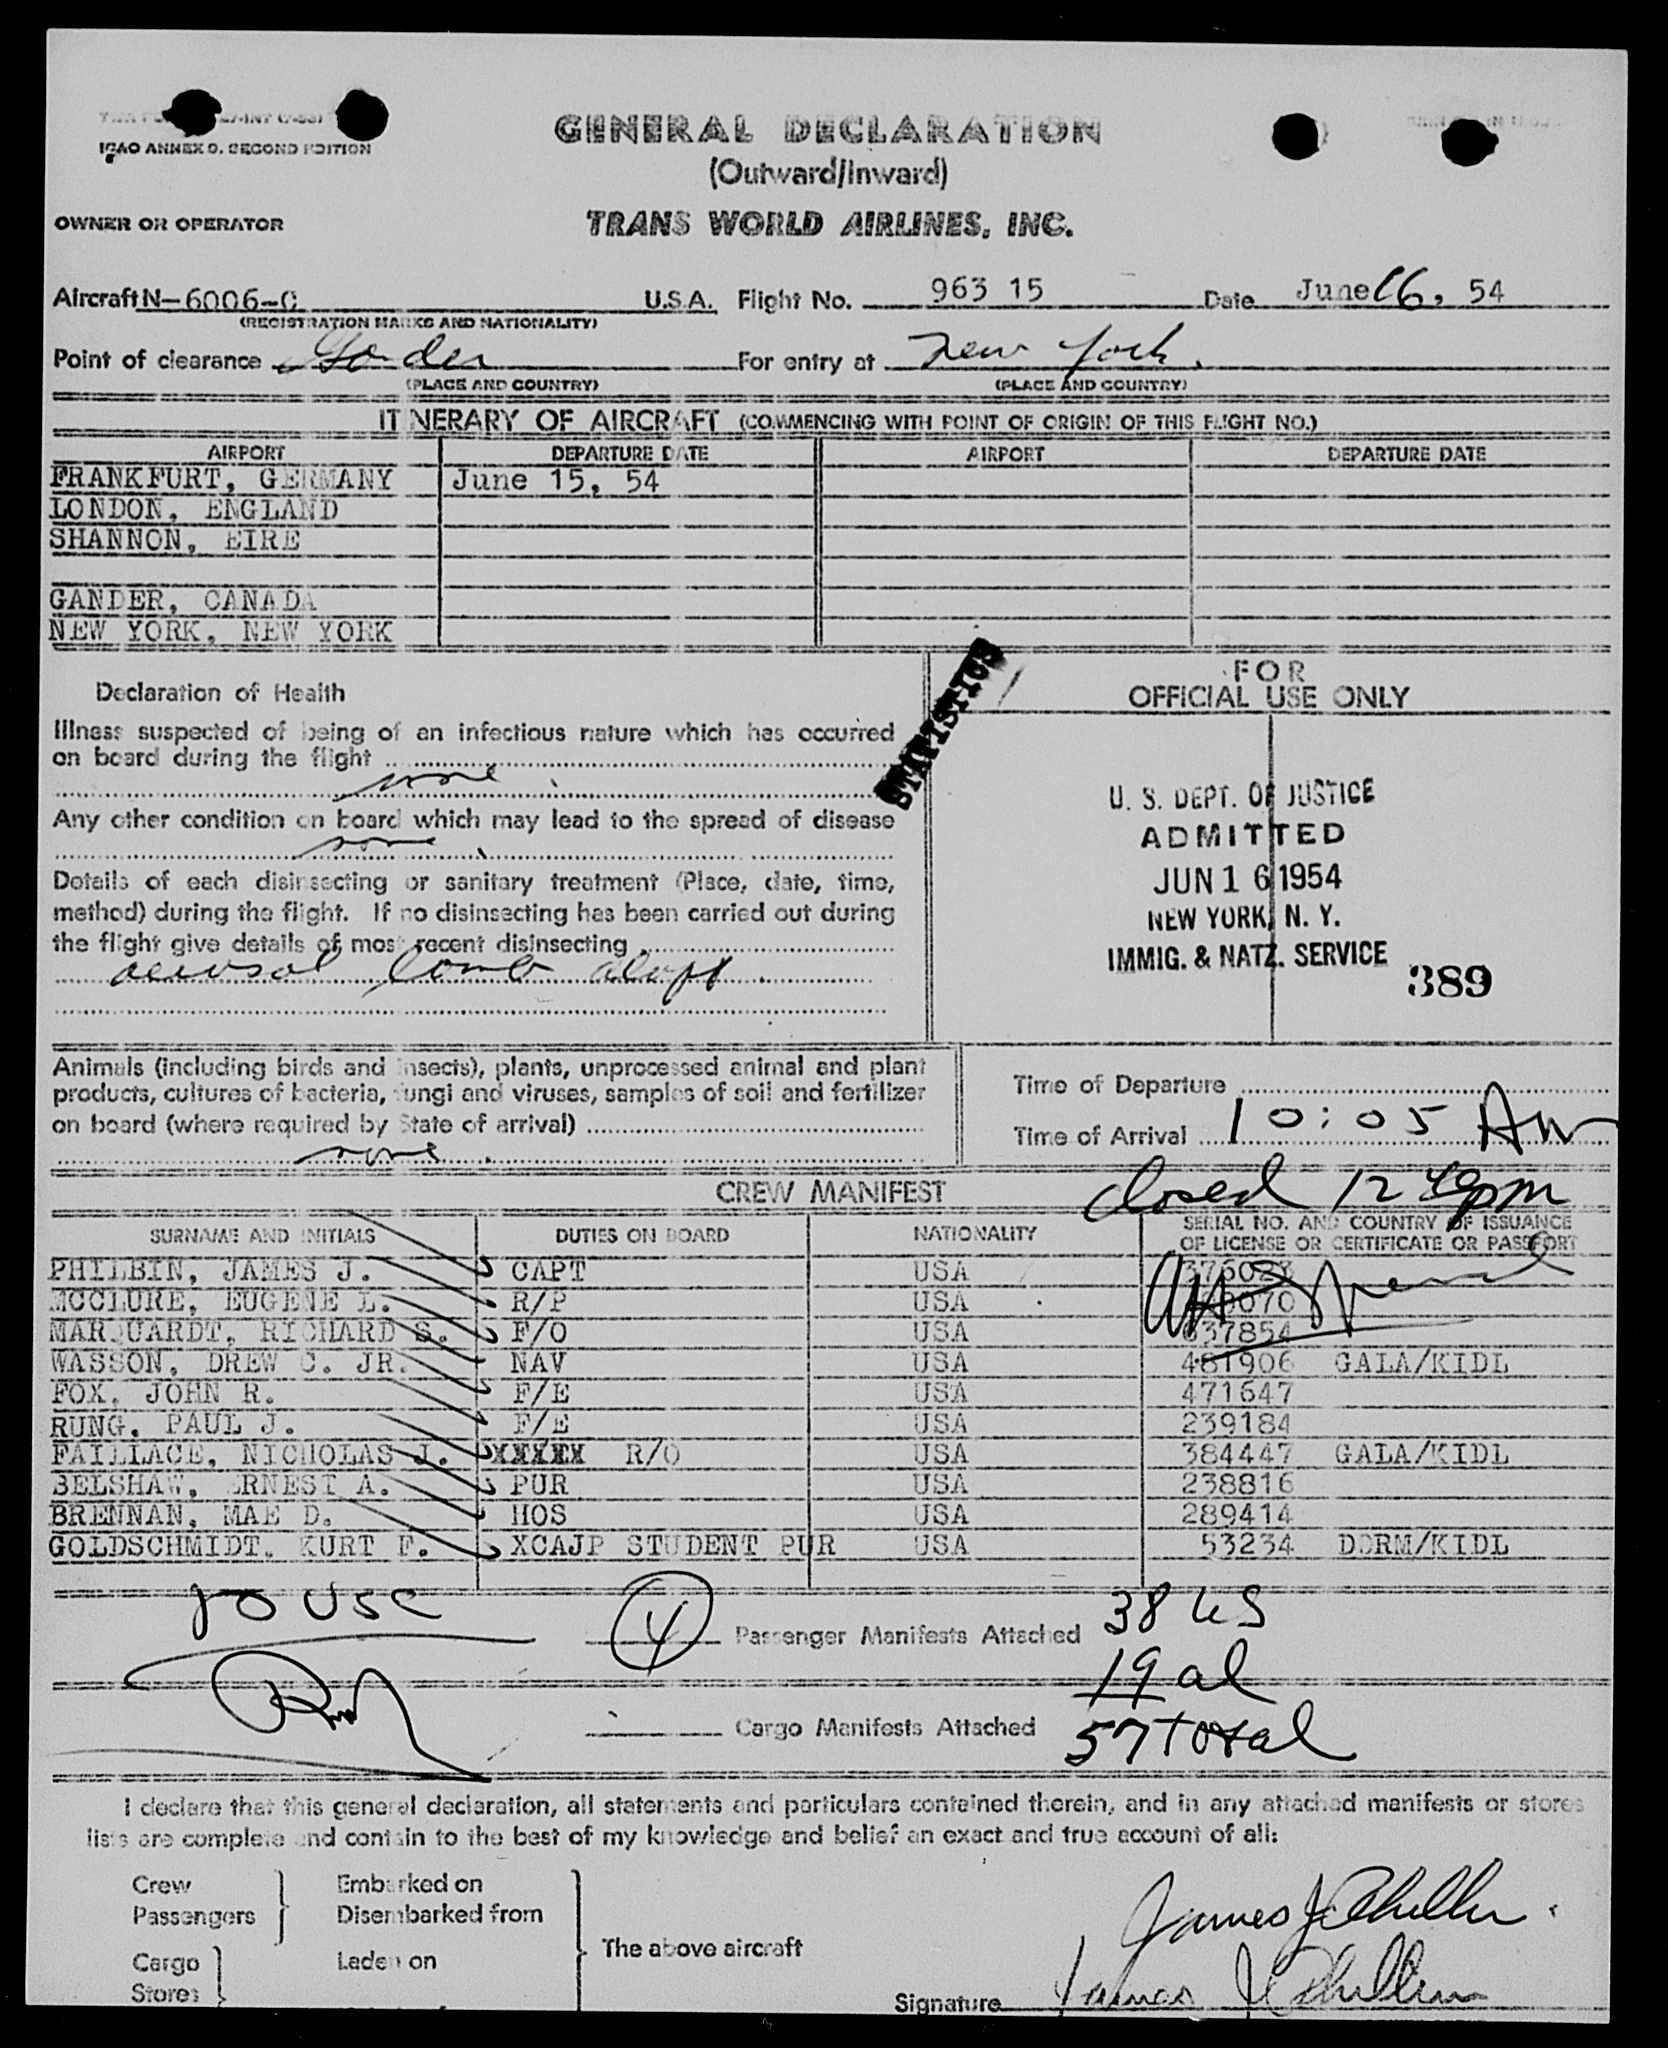 ICAO ANNEX 9, SECOND EDITION
GENERAL DECLARATION
(Outward/Inward)
OWNER OR OPERATOR TRANS WORLD AIRLINES, INC.
Aircraft N-6006-C U.S.A. Flight No. 963 15 Date June 16, 54
(REGISTRATION MARKS AND NATIONALITY)
Point of clearance Gander For entry at New York.
(PLACE AND COUNTRY) (PLACE AND COUNTRY)
ITINERARY OF AIRCRAFT (COMMENCING WITH POINT OF ORIGIN OF THIS FLIGHT NO.)
AIRPORT DEPARTURE DATE AIRPORT DEPARTURE DATE
FRANKFURT, GERMANY June 15, 54
LONDON, ENGLAND
SHANNON, EIRE
GANDER, CANADA
NEW YORK, NEW YORK
STATISTICS
Declaration of Health
Illness suspected of being of an infectious nature which has occurred
on board during the flight
none.
Any other condition on board which may lead to the spread of disease
none.
Details of each disinsecting or sanitary treatment (Place, date, time,
method) during the flight. If no disinsecting has been carried out during
the flight give details of most recent disinsecting
aerosol bomb
FOR
OFFICIAL USE ONLY
U. S. DEPT. OF JUSTICE
ADMITTED
JUN 16 1954
NEW YORK, N. Y.
IMMIG. & NATZ. SERVICE
389
Animals (including birds and insects), plants, unprocessed animal and plant
products, cultures of bacteria, fungi and viruses, samples of soil and fertilizer
on board (where required by State of arrival)
none.
Time of Departure
Time of Arrival 10:05 AM
closed 12 pm
CREW MANIFEST
SURNAME AND INITIALS DUTIES ON BOARD NATIONALITY SERIAL NO. AND COUNTRY OF ISSUANCE
OF LICENSE OR CERTIFICATE OR PASSPORT
PHILBIN, JAMES J. CAPT USA
MCCLURE, EUGENE L. R/P USA
MARQUARDT, RICHARD S. F/O USA 337854
WASSON, DREW C. JR. NAV USA 481906 GALA/KIDL
FOX, JOHN R. F/E USA 471647
RUNG, PAUL J. F/E USA 239184
FAILLACE, NICHOLAS J. XXXXX R/O USA 384447 GALA/KIDL
BELSHAW, ERNEST A. PUR USA 238816
BRENNAN, MAE D. HOS USA 289414
GOLDSCHMIDT, KURT F. XCAJP STUDENT PUR USA 53234 DORM/KIDL
10 USC
4 Passenger Manifests Attached 38 US
19 al
Cargo Manifests Attached 57 total
I declare that this general declaration, all statements and particulars contained therein, and in any attached manifests or stores
lists are complete and contain to the best of my knowledge and belief an exact and true account of all:
Crew
Passengers
Embarked on
Disembarked from
Cargo
Stores
Laden on
The above aircraft
James J. Philbin
Signature James J. Philbin